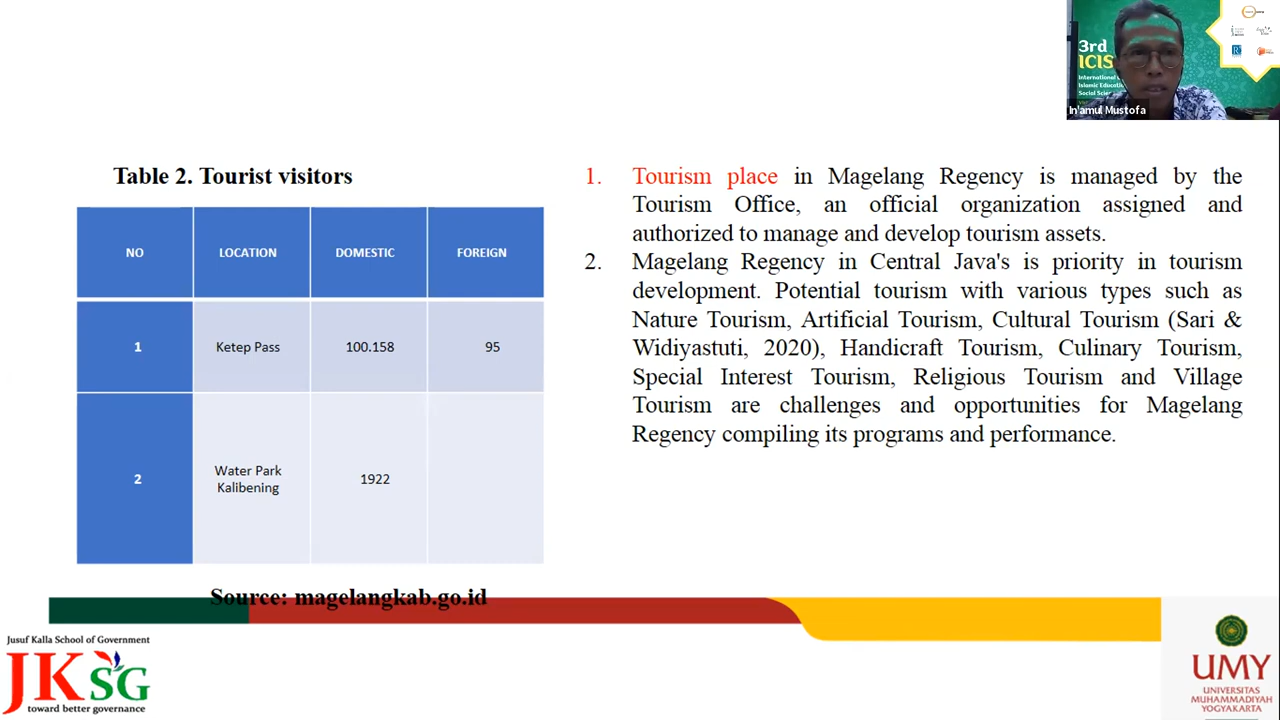 3rd
ICIS
International
Islamic Educatio
Social Scien
In'amul Mustofa
Table 2. Tourist visitors
NO LOCATION DOMESTIC FOREIGN
1 Ketep Pass 100.158 95
2 Water Park
Kalibening 1922
Source: magelangkab.go.id
1. Tourism place in Magelang Regency is managed by the
Tourism Office, an official organization assigned and
authorized to manage and develop tourism assets.
2. Magelang Regency in Central Java's is priority in tourism
development. Potential tourism with various types such as
Nature Tourism, Artificial Tourism, Cultural Tourism (Sari &
Widiyastuti, 2020), Handicraft Tourism, Culinary Tourism,
Special Interest Tourism, Religious Tourism and Village
Tourism are challenges and opportunities for Magelang
Regency compiling its programs and performance.
Jusuf Kalla School of Government
JKSG
toward better governance
UMY
UNIVERSITAS
MUHAMMADIYAH
YOGYAKARTA